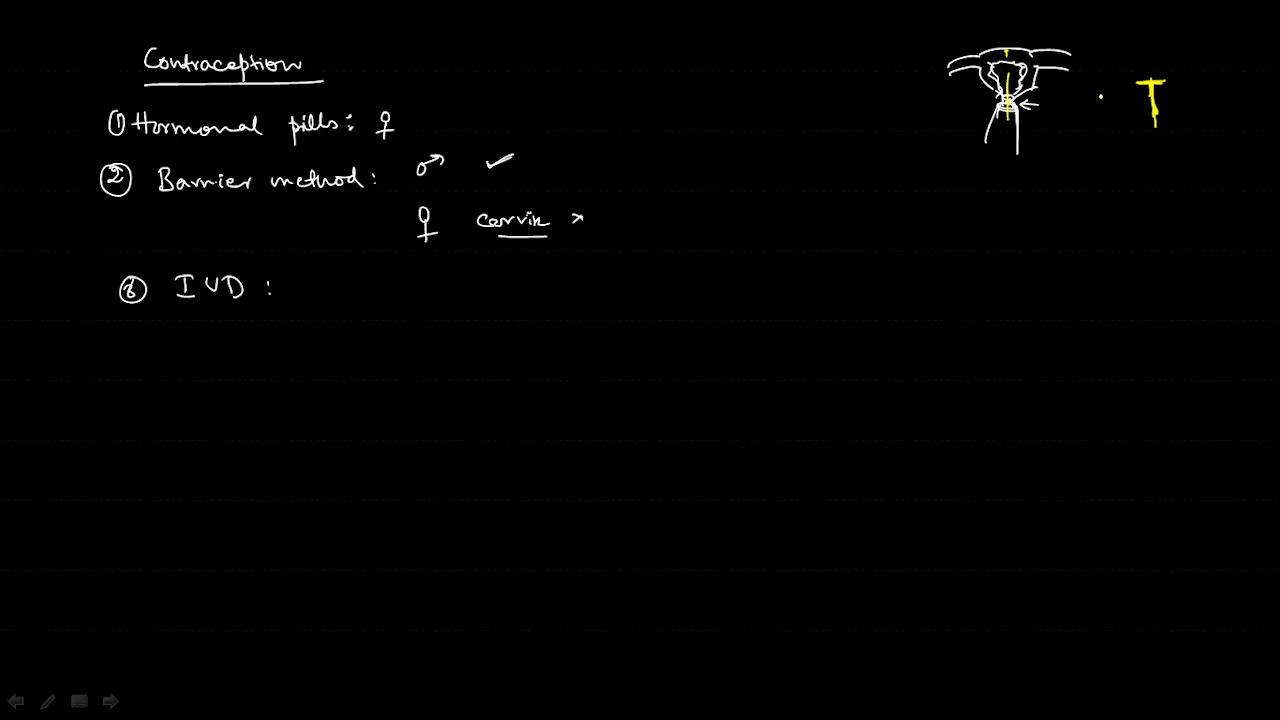 Contraception
① Hormonal pills : ♀
② Barrier method : ♂ ✓
♀ cervix ×
③ IUD :
T